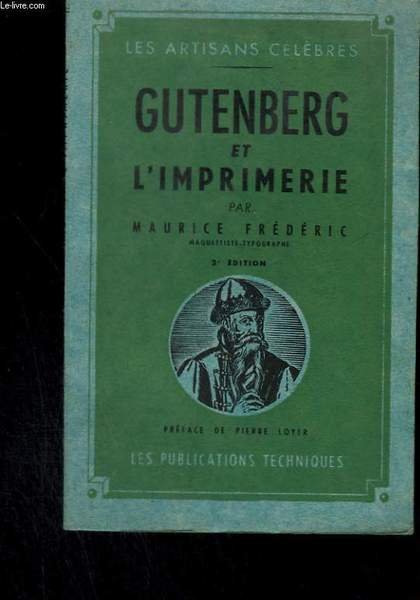 Le-livre.com
LES ARTISANS CÉLÈBRES
GUTENBERG
ET
L'IMPRIMERIE
PAR
MAURICE FRÉDÉRIC
MAQUETTISTE-TYPOGRAPHE
2e ÉDITION
PRÉFACE DE PIERRE LOYER
LES PUBLICATIONS TECHNIQUES